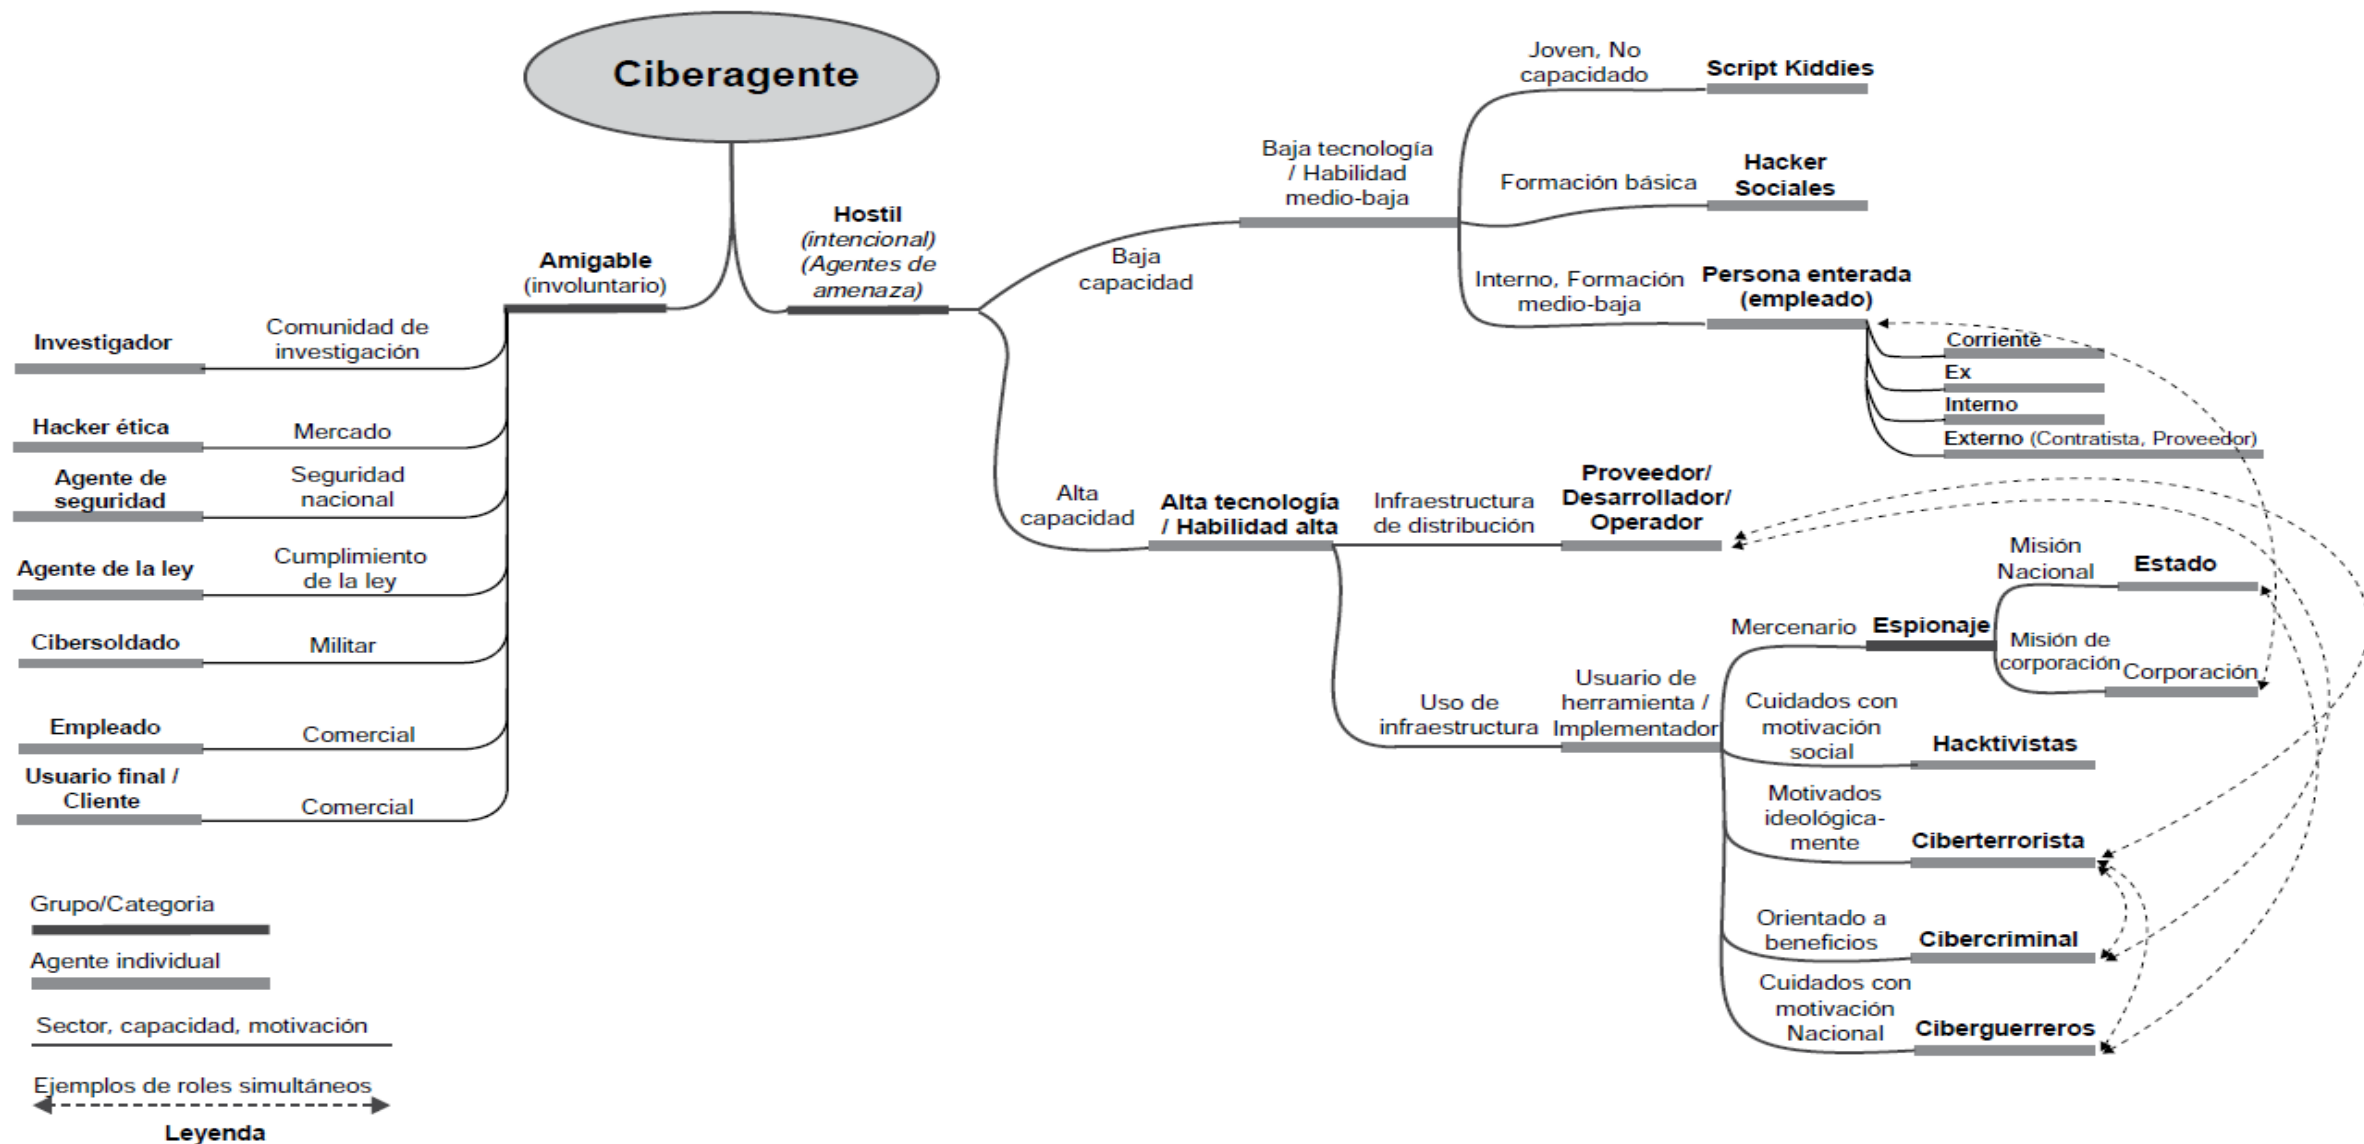 Ciberagente
Amigable
(involuntario)
Investigador
Comunidad de
investigación
Hacker ética
Mercado
Agente de
seguridad
Seguridad
nacional
Agente de la ley
Cumplimiento
de la ley
Cibersoldado
Militar
Empleado
Comercial
Usuario final /
Cliente
Comercial
Hostil
(intencional)
(Agentes de
amenaza)
Baja
capacidad
Baja tecnología
/ Habilidad
medio-baja
Joven, No
capacidado
Script Kiddies
Formación básica
Hacker
Sociales
Interno, Formación
medio-baja
Persona enterada
(empleado)
Corriente
Ex
Interno
Externo (Contratista, Proveedor)
Alta
capacidad
Alta tecnología
/ Habilidad alta
Infraestructura
de distribución
Proveedor/
Desarrollador/
Operador
Uso de
infraestructura
Usuario de
herramienta /
Implementador
Mercenario
Espionaje
Misión
Nacional
Estado
Misión de
corporación
Corporación
Cuidados con
motivación
social
Hacktivistas
Motivados
ideológica-
mente
Ciberterrorista
Orientado a
beneficios
Cibercriminal
Cuidados con
motivación
Nacional
Ciberguerreros
Grupo/Categoria
Agente individual
Sector, capacidad, motivación
Ejemplos de roles simultáneos
Leyenda